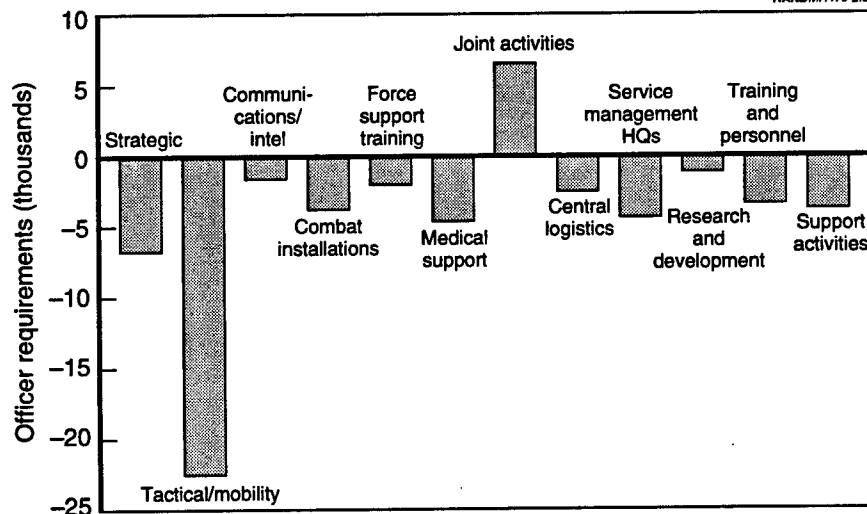 10
5
0
−5
−10
−15
−20
−25
Officer requirements (thousands)
Strategic
Tactical/mobility
Communi-
cations/
intel
Combat
installations
Force
support
training
Medical
support
Joint activities
Central
logistics
Service
management
HQs
Research
and
development
Training
and
personnel
Support
activities